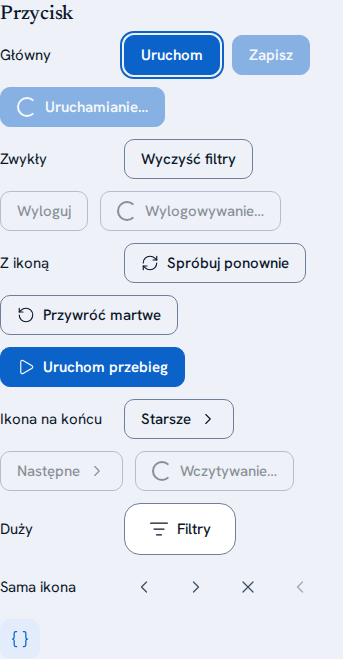 Przycisk
Główny Uruchom Zapisz
Uruchamianie...
Zwykły Wyczyść filtry
Wyloguj Wylogowywanie...
Z ikoną Spróbuj ponownie
Przywróć martwe
Uruchom przebieg
Ikona na końcu Starsze
Następne Wczytywanie...
Duży Filtry
Sama ikona
{ }